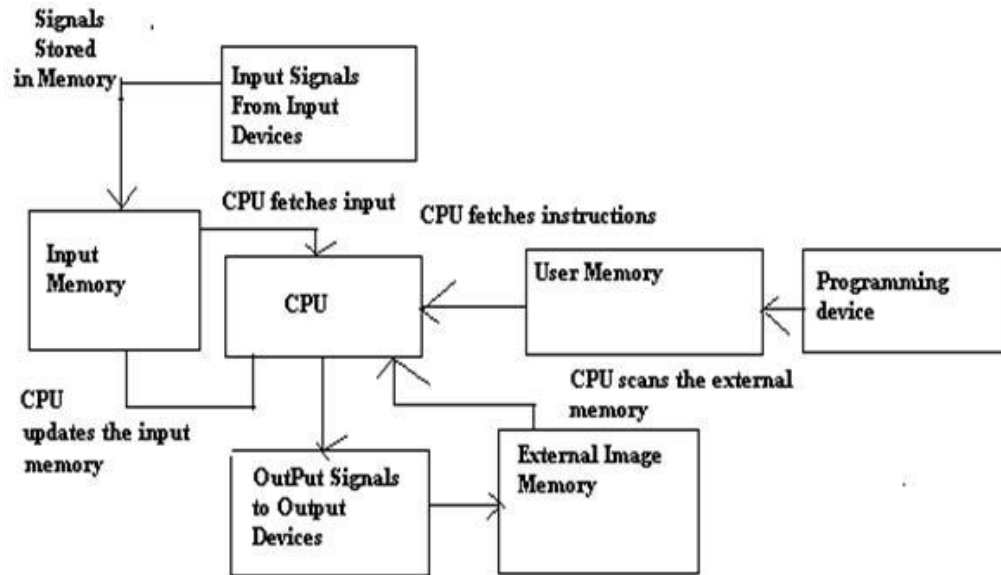 Signals
Stored
in Memory
Input Signals
From Input
Devices
CPU fetches input
CPU fetches instructions
Input
Memory
CPU
User Memory
Programming
device
CPU
updates the input
memory
CPU scans the external
memory
OutPut Signals
to Output
Devices
External Image
Memory